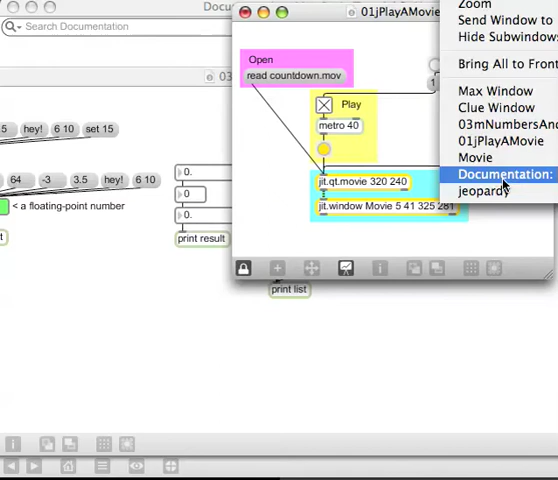 Docum
01jPlayAMovie
Zoom
Send Window to
Hide Subwindows
Bring All to Front
Max Window
Clue Window
03mNumbersAnd
01jPlayAMovie
Movie
Documentation:
jeopardy
Search Documentation
03
.5 hey! 6 10 set 15
64 -3 3.5 hey! 6 10
< a floating-point number
t
0.
0
0.
print result
print list
Open
read countdown.mov
Play
metro 40
1
jit.qt.movie 320 240
jit.window Movie 5 41 325 281